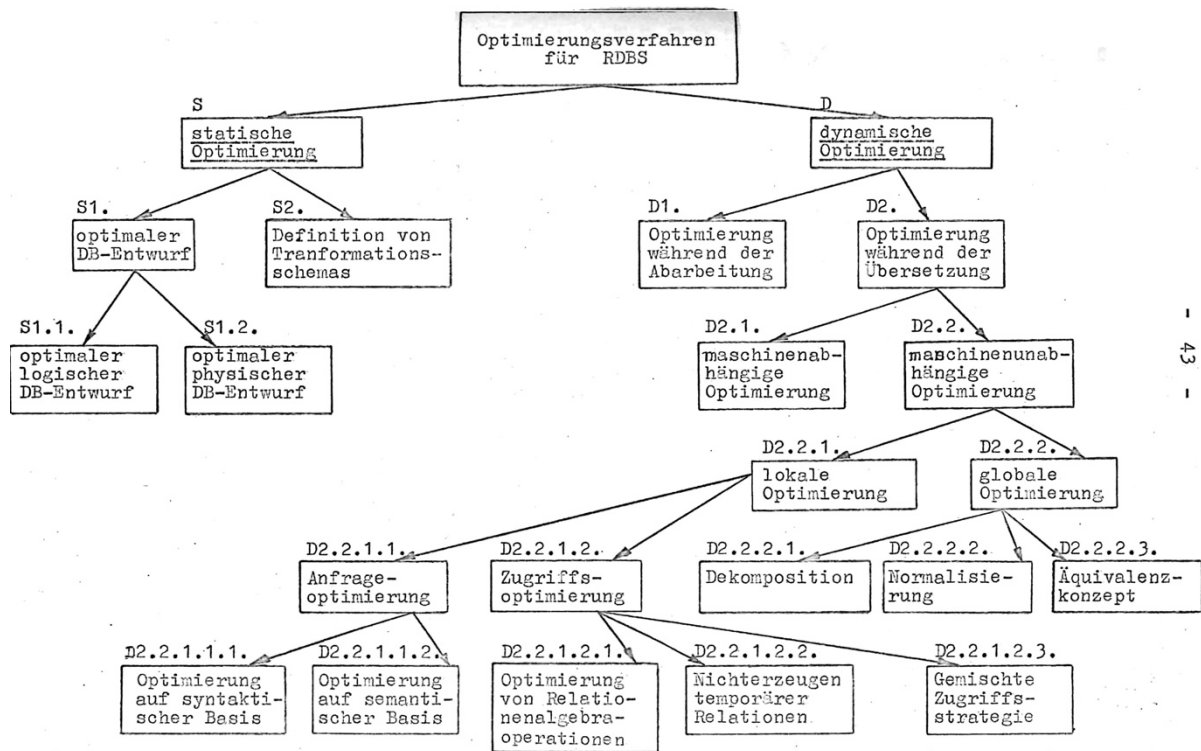 Optimierungsverfahren
für RDBS
S
statische
Optimierung
D
dynamische
Optimierung
S1.
optimaler
DB-Entwurf
S2.
Definition von
Tranformations-
schemas
D1.
Optimierung
während der
Abarbeitung
D2.
Optimierung
während der
Übersetzung
S1.1.
optimaler
logischer
DB-Entwurf
S1.2.
optimaler
physischer
DB-Entwurf
D2.1.
maschinenab-
hängige
Optimierung
D2.2.
maschinenunab-
hängige
Optimierung
- 43 -
D2.2.1.
lokale
Optimierung
D2.2.2.
globale
Optimierung
D2.2.1.1.
Anfrage-
optimierung
D2.2.1.2.
Zugriffs-
optimierung
D2.2.2.1.
Dekomposition
D2.2.2.2.
Normalisie-
rung
D2.2.2.3.
Äquivalenz-
konzept
D2.2.1.1.1.
Optimierung
auf syntakti-
scher Basis
D2.2.1.1.2.
Optimierung
auf semanti-
scher Basis
D2.2.1.2.1.
Optimierung
von Relatio-
nenalgebra-
operationen
D2.2.1.2.2.
Nichterzeugen
temporärer
Relationen
D2.2.1.2.3.
Gemischte
Zugriffs-
strategie